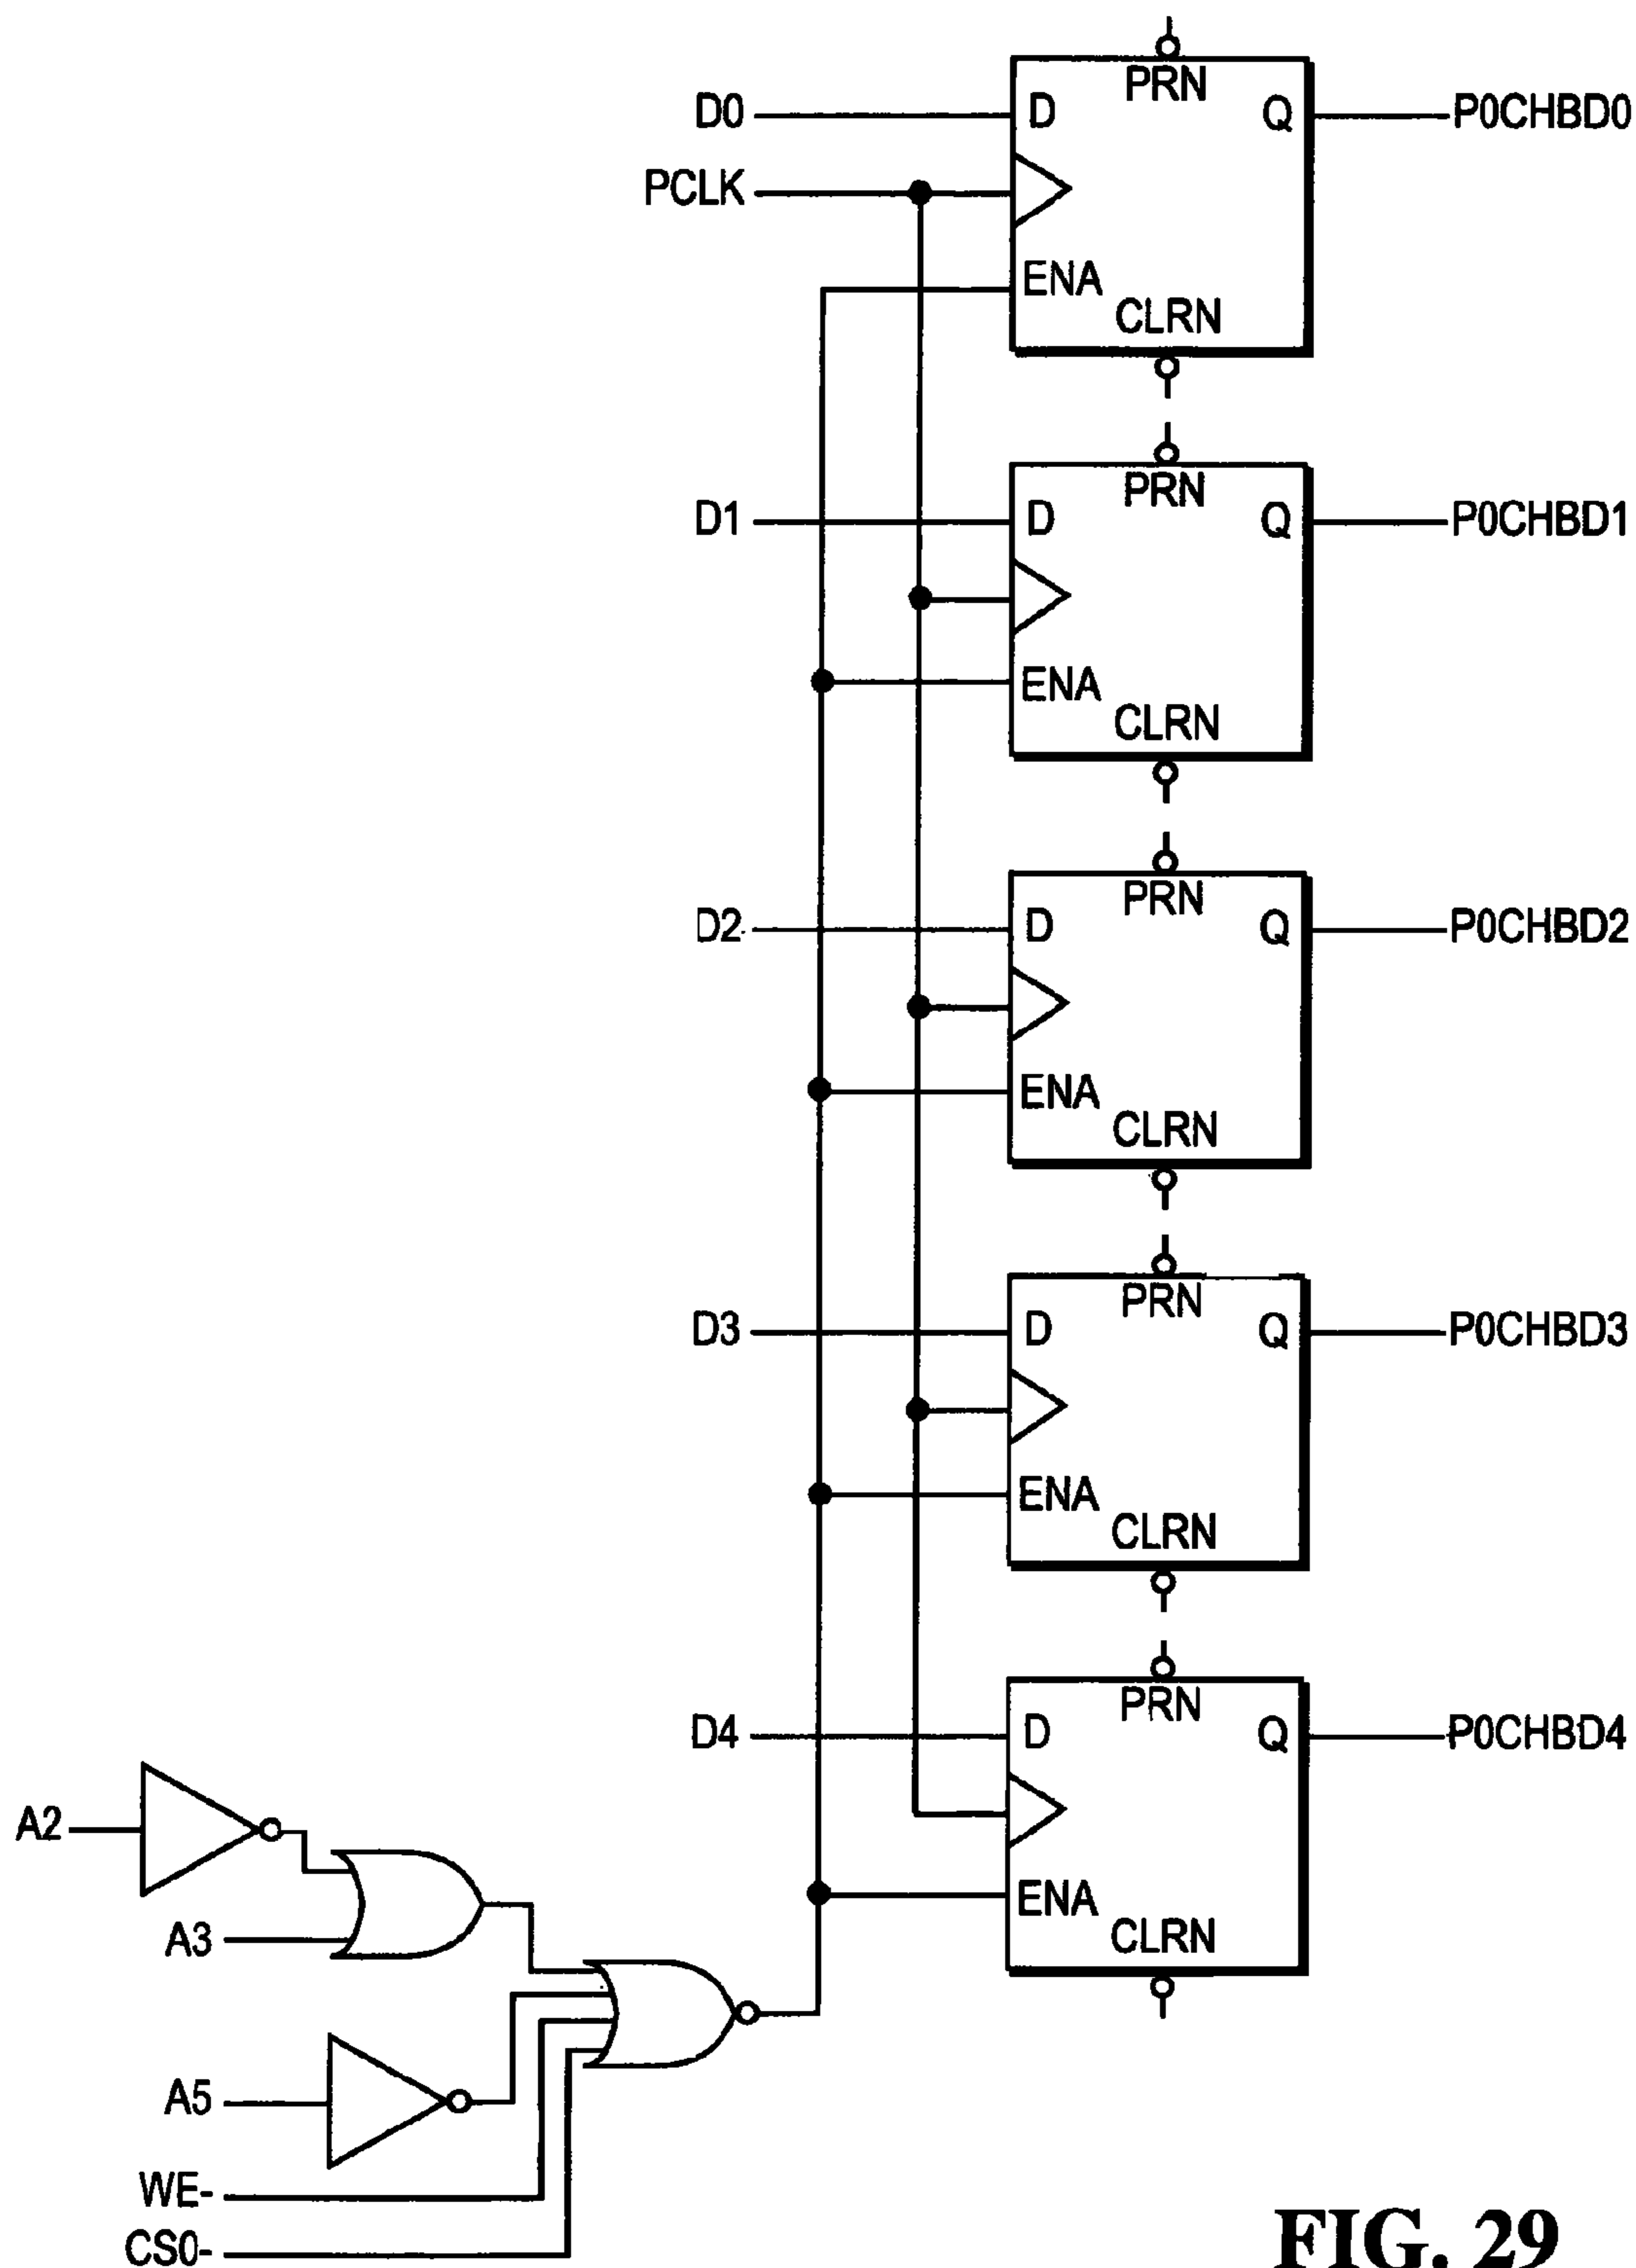 PRN
D0 D Q P0CHBD0
PCLK
ENA
CLRN
PRN
D1 D Q P0CHBD1
ENA
CLRN
PRN
D2 D Q P0CHBD2
ENA
CLRN
PRN
D3 D Q P0CHBD3
ENA
CLRN
PRN
D4 D Q P0CHBD4
A2
ENA
A3
CLRN
A5
WE-
CS0-
FIG. 29